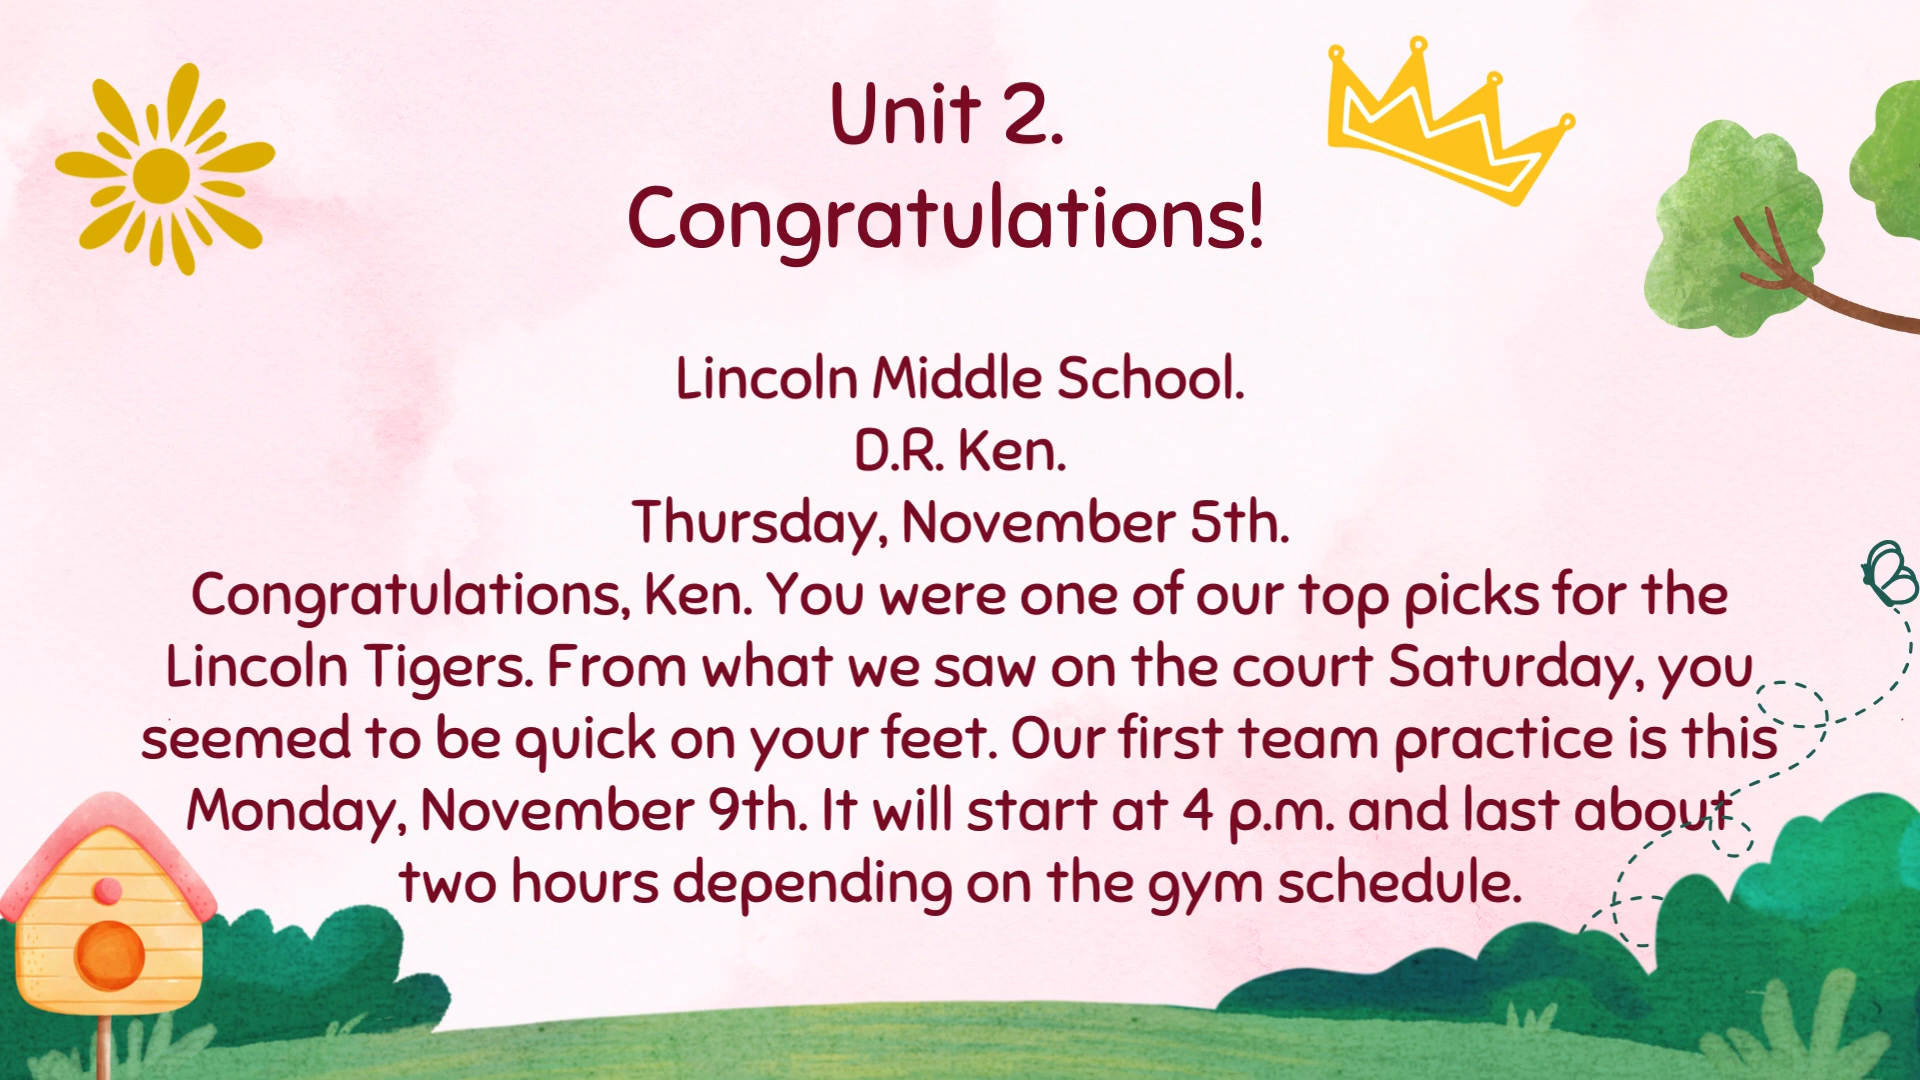 Unit 2.
Congratulations!
Lincoln Middle School.
D.R. Ken.
Thursday, November 5th.
Congratulations, Ken. You were one of our top picks for the
Lincoln Tigers. From what we saw on the court Saturday, you
seemed to be quick on your feet. Our first team practice is this
Monday, November 9th. It will start at 4 p.m. and last about
two hours depending on the gym schedule.